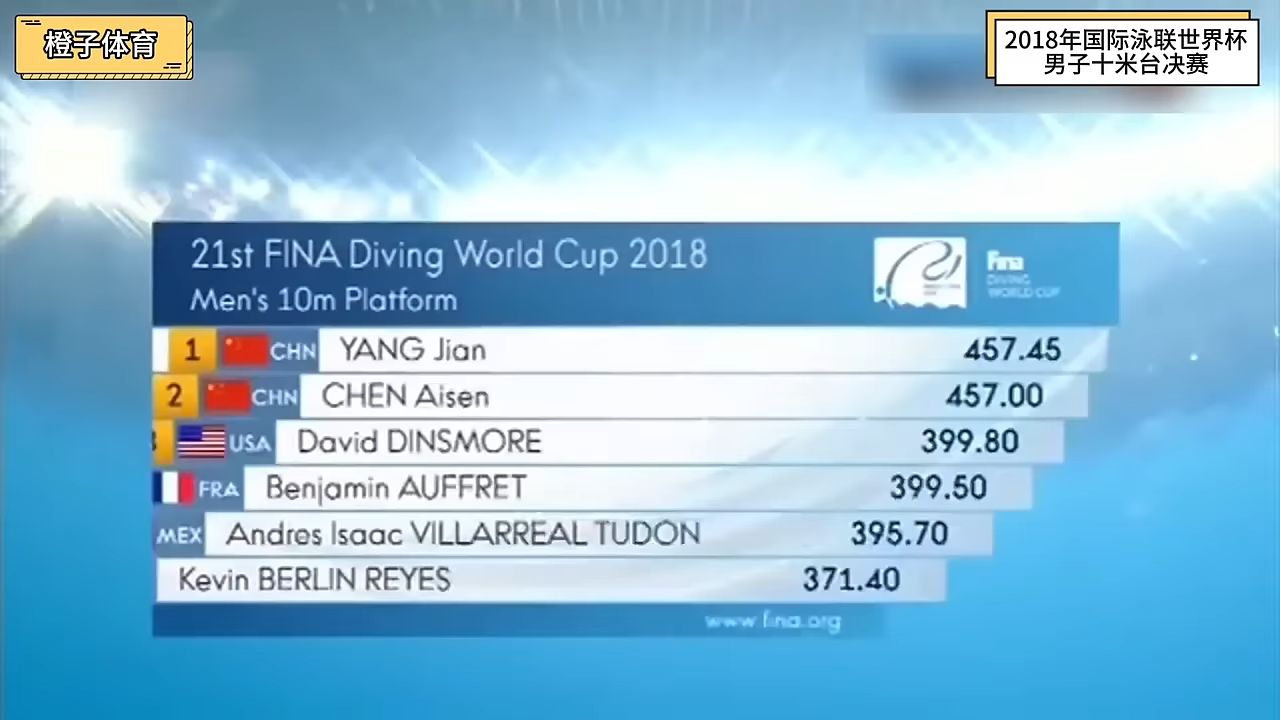 橙子体育
2018年国际泳联世界杯
男子十米台决赛
21st FINA Diving World Cup 2018
Men's 10m Platform
fina
DIVING
WORLD CUP
1 CHN YANG Jian 457.45
2 CHN CHEN Aisen 457.00
3 USA David DINSMORE 399.80
FRA Benjamin AUFFRET 399.50
MEX Andres Isaac VILLARREAL TUDON 395.70
Kevin BERLIN REYES 371.40
www.fina.org